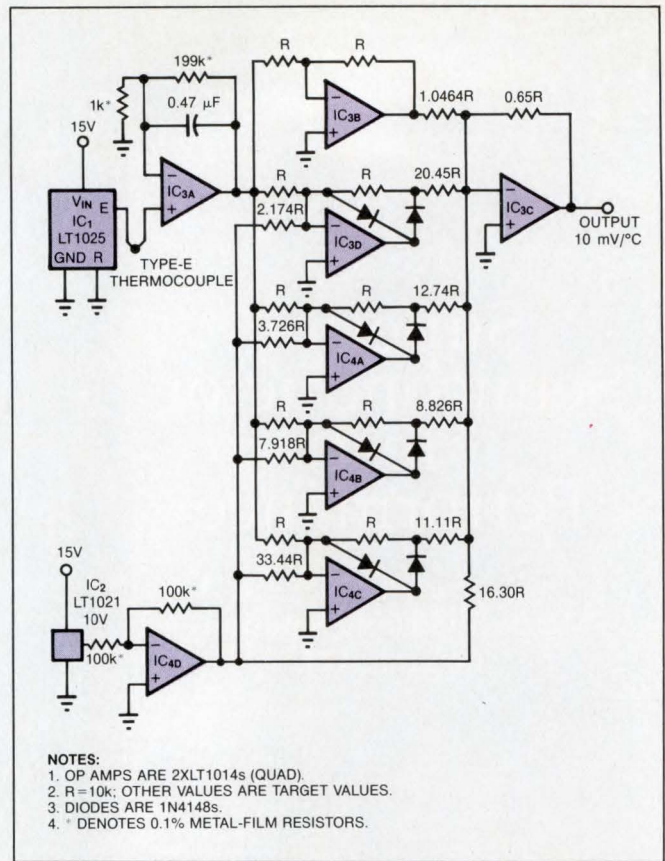 R
R
199k*
1k*
0.47 μF
IC3B
1.0464R
0.65R
15V
IC3A
R
R
20.45R
VIN E
IC1
LT1025
GND R
2.174R
IC3D
IC3C
OUTPUT
10 mV/°C
TYPE-E
THERMOCOUPLE
R
R
12.74R
3.726R
IC4A
R
R
8.826R
7.918R
IC4B
R
R
11.11R
15V
33.44R
IC4C
16.30R
IC2
LT1021
10V
100k*
100k*
IC4D
NOTES:
1. OP AMPS ARE 2XLT1014s (QUAD).
2. R=10k; OTHER VALUES ARE TARGET VALUES.
3. DIODES ARE 1N4148s.
4. * DENOTES 0.1% METAL-FILM RESISTORS.